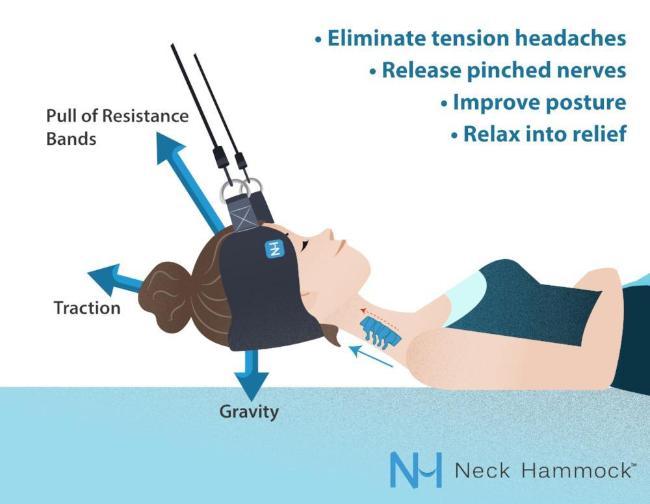 • Eliminate tension headaches
• Release pinched nerves
• Improve posture
• Relax into relief
Pull of Resistance
Bands
NH
Traction
Gravity
NH Neck Hammock™